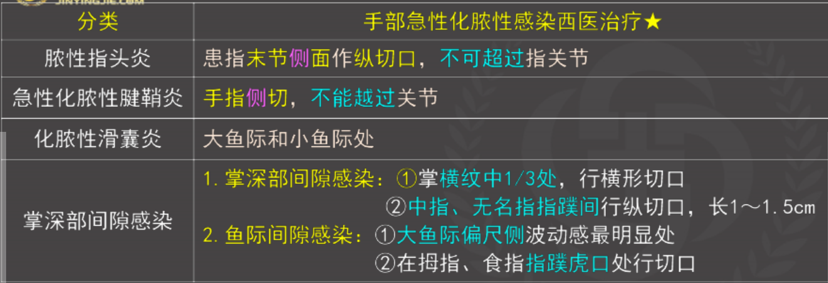 JINYINGJIE.COM
分类 手部急性化脓性感染西医治疗★
脓性指头炎 患指末节侧面作纵切口，不可超过指关节
急性化脓性腱鞘炎 手指侧切，不能越过关节
化脓性滑囊炎 大鱼际和小鱼际处
掌深部间隙感染 1.掌深部间隙感染：①掌横纹中1/3处，行横形切口
②中指、无名指指蹼间行纵切口，长1～1.5cm
2.鱼际间隙感染：①大鱼际偏尺侧波动感最明显处
②在拇指、食指指蹼虎口处行切口